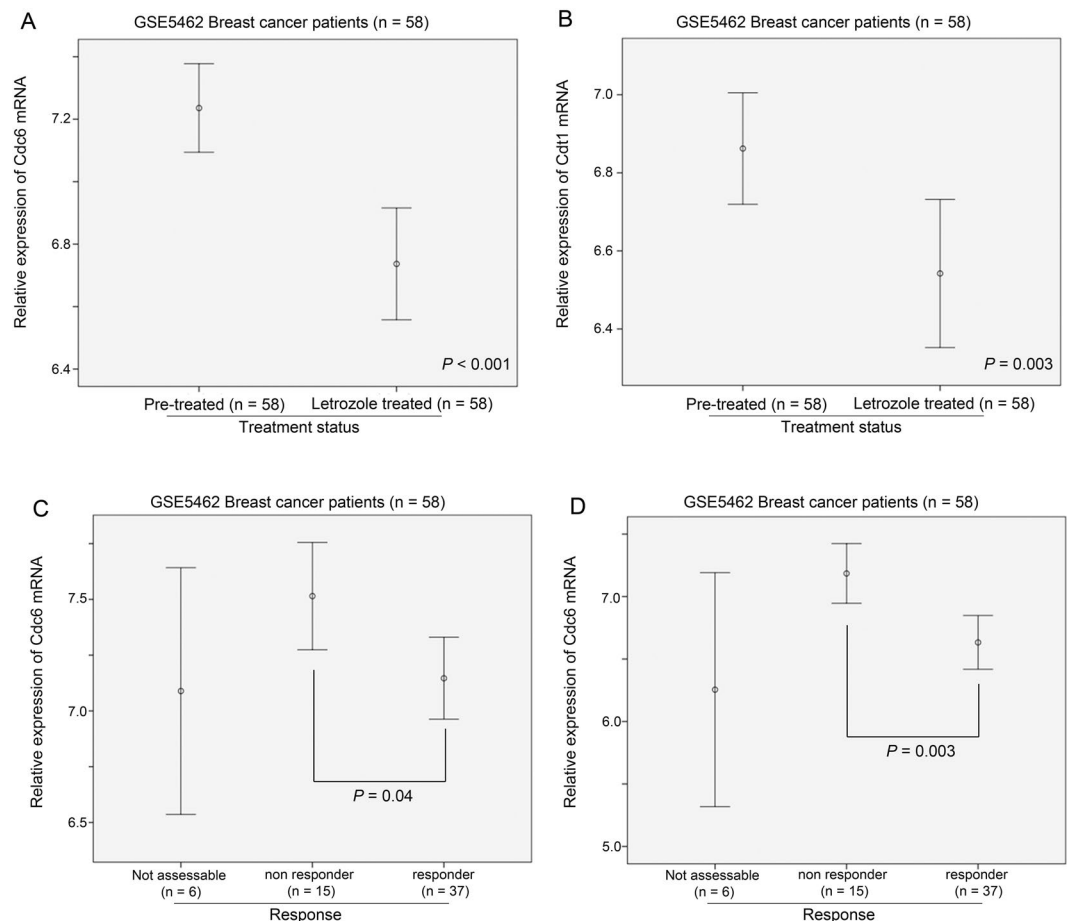 A
GSE5462 Breast cancer patients (n = 58)
Relative expression of Cdc6 mRNA
7.2
6.8
6.4
P < 0.001
Pre-treated (n = 58) Letrozole treated (n = 58)
Treatment status
B
GSE5462 Breast cancer patients (n = 58)
Relative expression of Cdt1 mRNA
7.0
6.8
6.6
6.4
P = 0.003
Pre-treated (n = 58) Letrozole treated (n = 58)
Treatment status
C
GSE5462 Breast cancer patients (n = 58)
Relative expression of Cdc6 mRNA
7.5
7.0
6.5
P = 0.04
Not assessable non responder responder
(n = 6) (n = 15) (n = 37)
Response
D
GSE5462 Breast cancer patients (n = 58)
Relative expression of Cdc6 mRNA
7.0
6.0
5.0
P = 0.003
Not assessable non responder responder
(n = 6) (n = 15) (n = 37)
Response